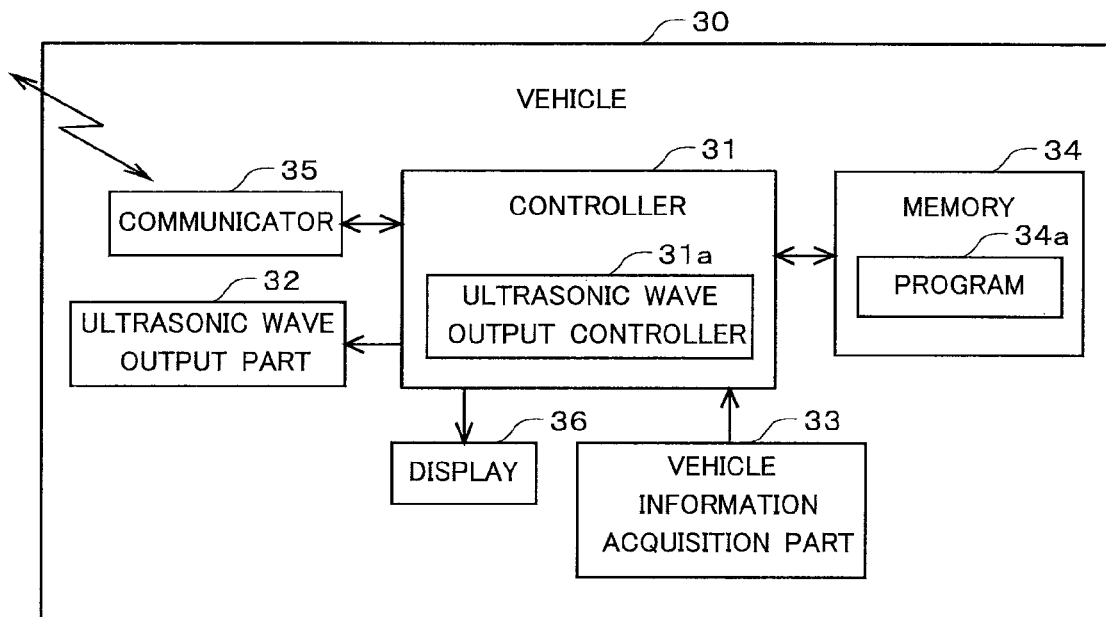 30
VEHICLE
35
COMMUNICATOR
32
ULTRASONIC WAVE
OUTPUT PART
31
CONTROLLER
31a
ULTRASONIC WAVE
OUTPUT CONTROLLER
34
MEMORY
34a
PROGRAM
36
DISPLAY
33
VEHICLE
INFORMATION
ACQUISITION PART